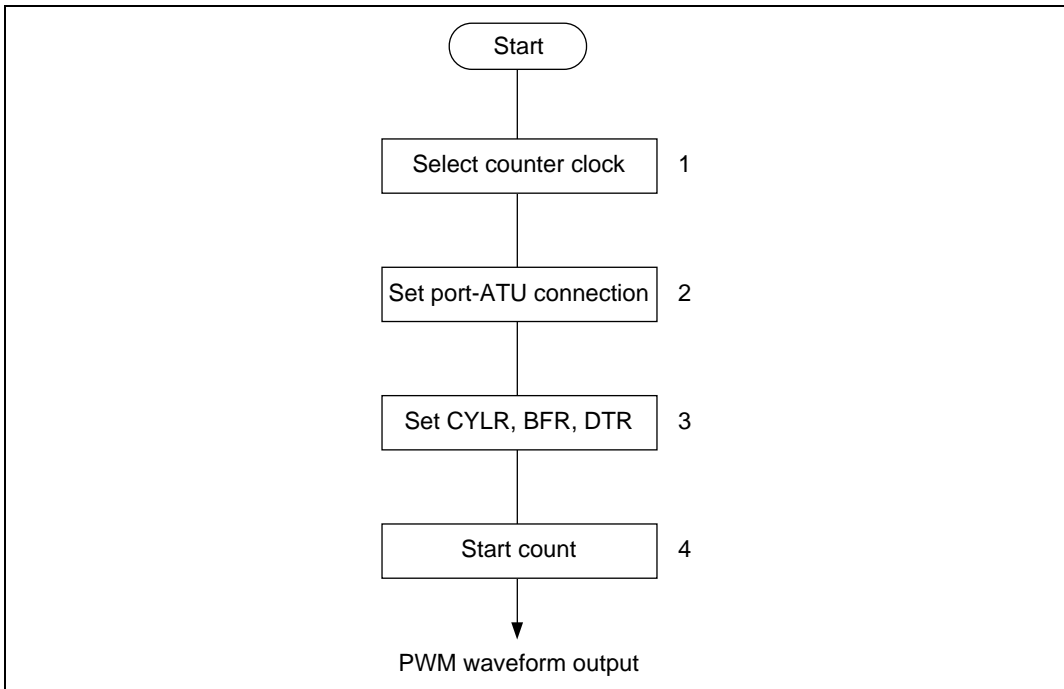 Start
Select counter clock 1
Set port-ATU connection 2
Set CYLR, BFR, DTR 3
Start count 4
PWM waveform output